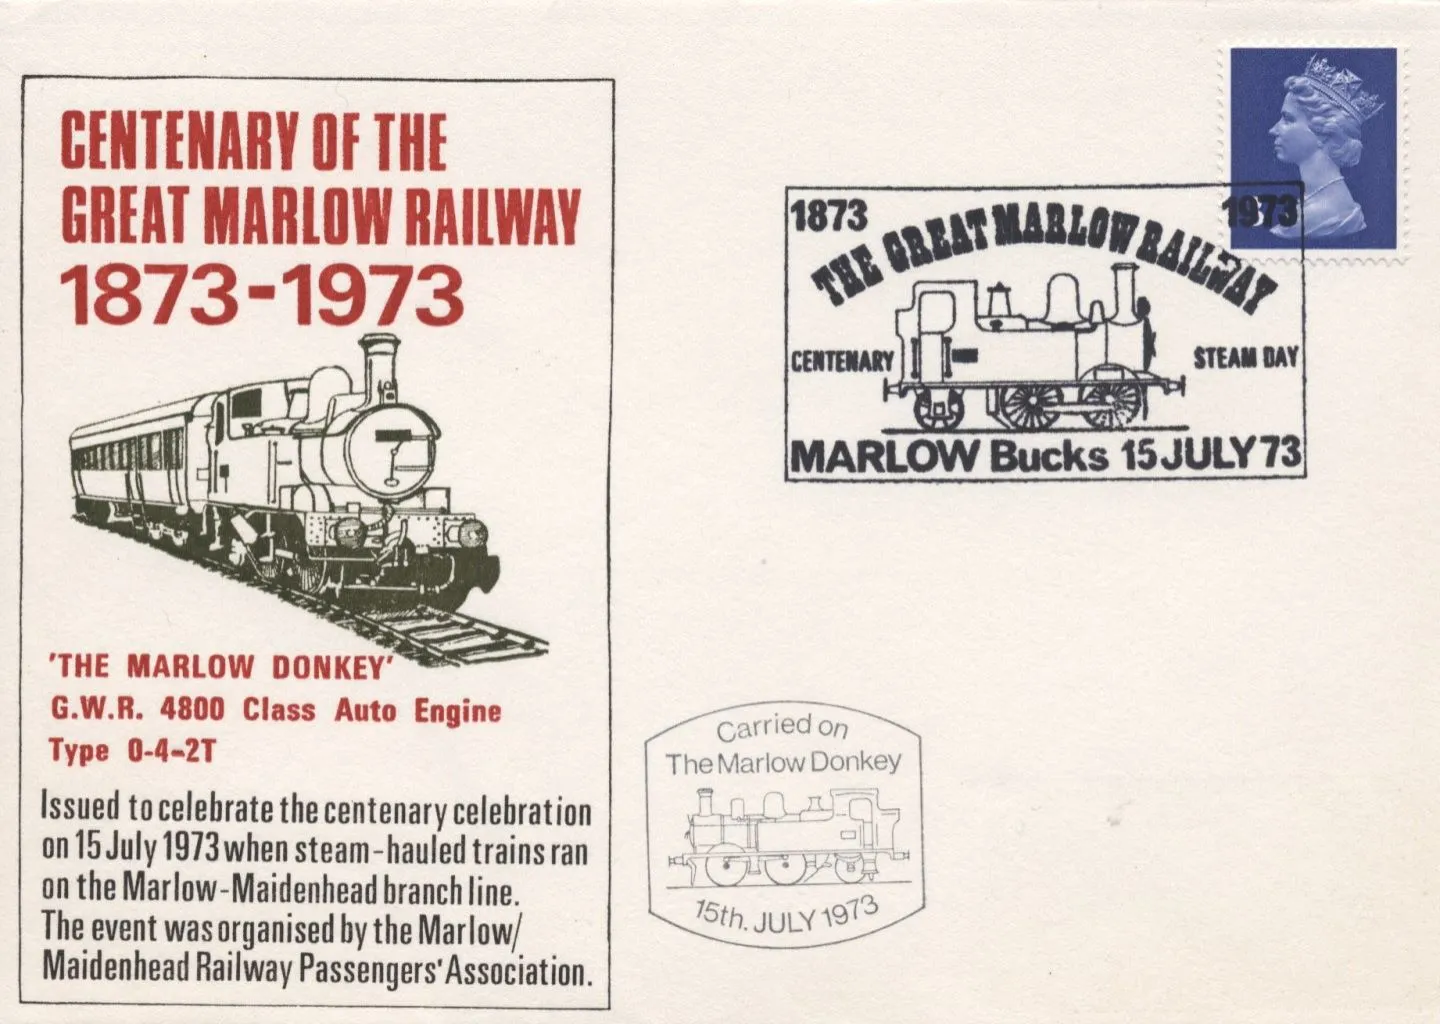 CENTENARY OF THE
GREAT MARLOW RAILWAY
1873-1973
'THE MARLOW DONKEY'
G.W.R. 4800 Class Auto Engine
Type 0-4-2T
Issued to celebrate the centenary celebration
on 15 July 1973 when steam-hauled trains ran
on the Marlow-Maidenhead branch line.
The event was organised by the Marlow/
Maidenhead Railway Passengers' Association.
1873 1973
THE GREAT MARLOW RAILWAY
CENTENARY STEAM DAY
MARLOW Bucks 15 JULY 73
Carried on
The Marlow Donkey
15th. JULY 1973